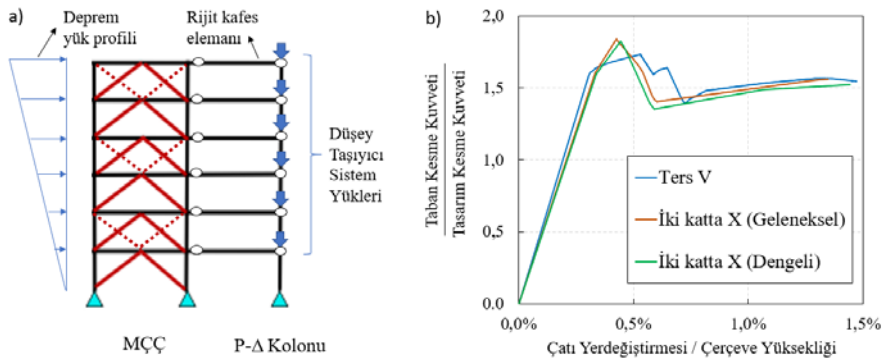 a)
Deprem
yük profili
Rijit kafes
elemanı
Düşey
Taşıyıcı
Sistem
Yükleri
MÇÇ
P-Δ Kolonu
b)
Taban Kesme Kuvveti
Tasarım Kesme Kuvveti
2,0
1,5
1,0
0,5
0,0
Ters V
İki katta X (Geleneksel)
İki katta X (Dengeli)
0,0%
0,5%
1,0%
1,5%
Çatı Yerdeğiştirmesi / Çerçeve Yüksekliği